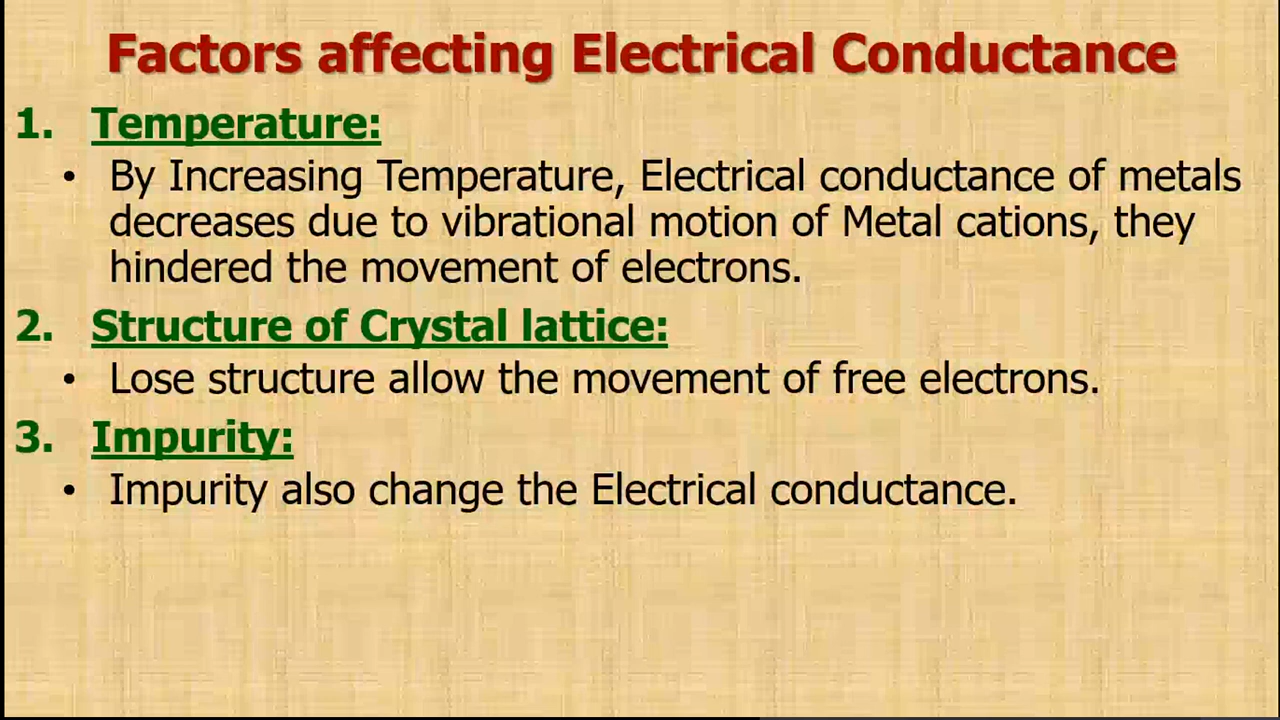 Factors affecting Electrical Conductance
1. Temperature:
• By Increasing Temperature, Electrical conductance of metals
decreases due to vibrational motion of Metal cations, they
hindered the movement of electrons.
2. Structure of Crystal lattice:
• Lose structure allow the movement of free electrons.
3. Impurity:
• Impurity also change the Electrical conductance.